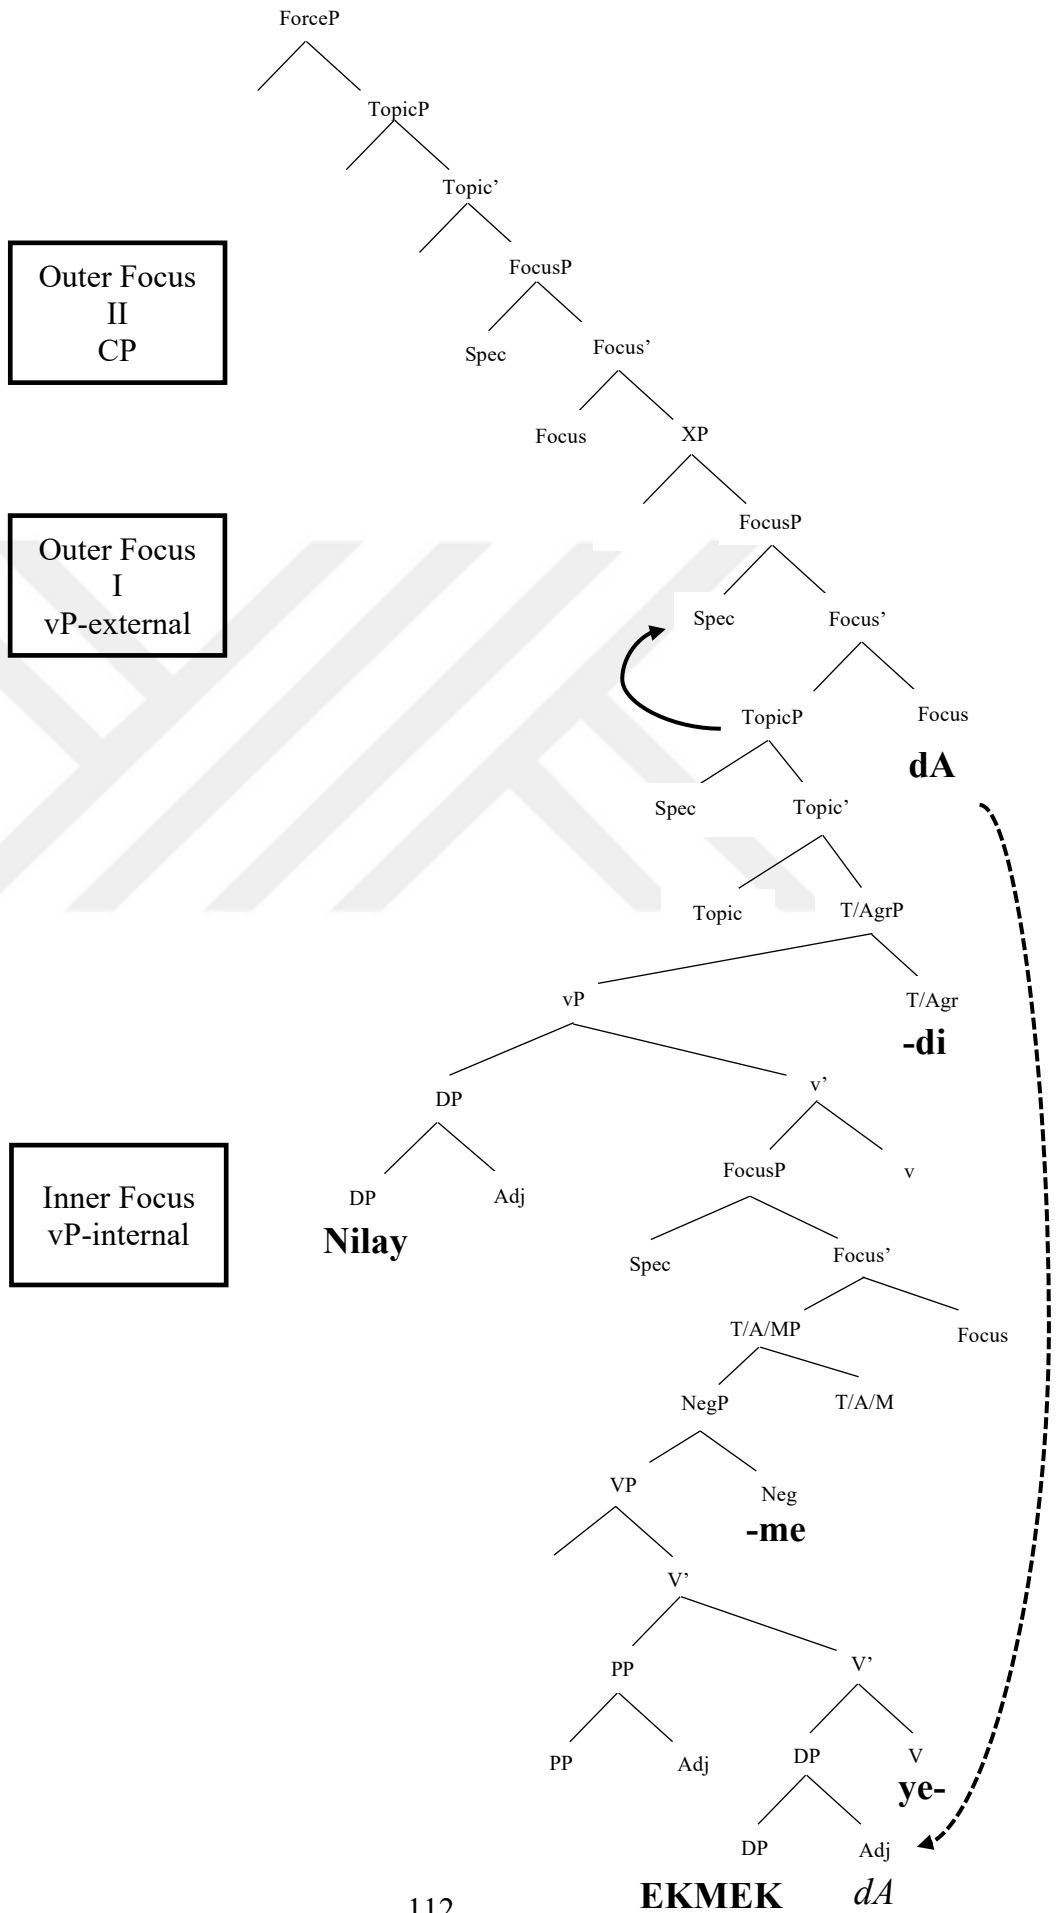 ForceP
TopicP
Topic’
Outer Focus
II
CP
FocusP
Spec
Focus’
Focus
XP
Outer Focus
I
vP-external
FocusP
Spec
Focus’
TopicP
Focus
dA
Spec
Topic’
Topic
T/AgrP
vP
T/Agr
-di
DP
v’
Inner Focus
vP-internal
DP
Adj
Nilay
FocusP
v
Spec
Focus’
T/A/MP
Focus
NegP
T/A/M
VP
Neg
-me
V’
PP
V’
PP
Adj
DP
V
ye-
DP
Adj
EKMEK
dA
112